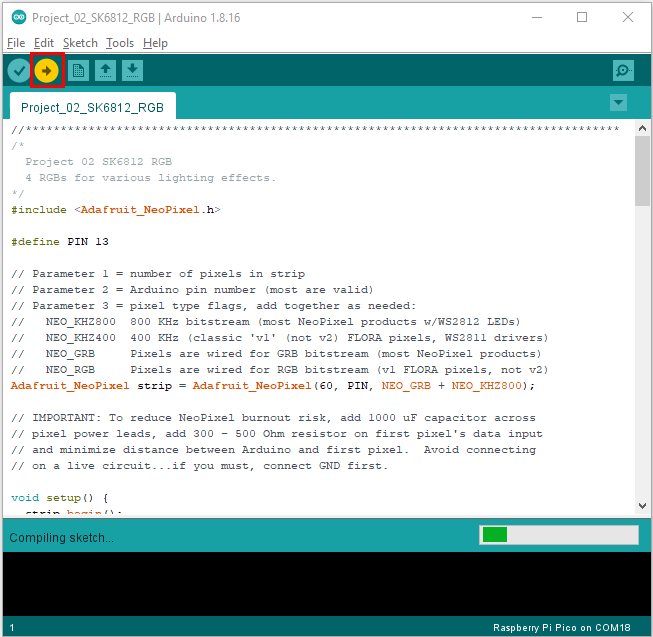 Project_02_SK6812_RGB | Arduino 1.8.16
File Edit Sketch Tools Help
Project_02_SK6812_RGB
//*************************************************************************************
/*
  Project 02 SK6812 RGB
  4 RGBs for various lighting effects.
*/
#include <Adafruit_NeoPixel.h>
#define PIN 13
// Parameter 1 = number of pixels in strip
// Parameter 2 = Arduino pin number (most are valid)
// Parameter 3 = pixel type flags, add together as needed:
//   NEO_KHZ800  800 KHz bitstream (most NeoPixel products w/WS2812 LEDs)
//   NEO_KHZ400  400 KHz (classic 'v1' (not v2) FLORA pixels, WS2811 drivers)
//   NEO_GRB     Pixels are wired for GRB bitstream (most NeoPixel products)
//   NEO_RGB     Pixels are wired for RGB bitstream (v1 FLORA pixels, not v2)
Adafruit_NeoPixel strip = Adafruit_NeoPixel(60, PIN, NEO_GRB + NEO_KHZ800);
// IMPORTANT: To reduce NeoPixel burnout risk, add 1000 uF capacitor across
// pixel power leads, add 300 - 500 Ohm resistor on first pixel's data input
// and minimize distance between Arduino and first pixel.  Avoid connecting
// on a live circuit...if you must, connect GND first.
void setup() {
  strip.begin();
Compiling sketch...
1
Raspberry Pi Pico on COM18